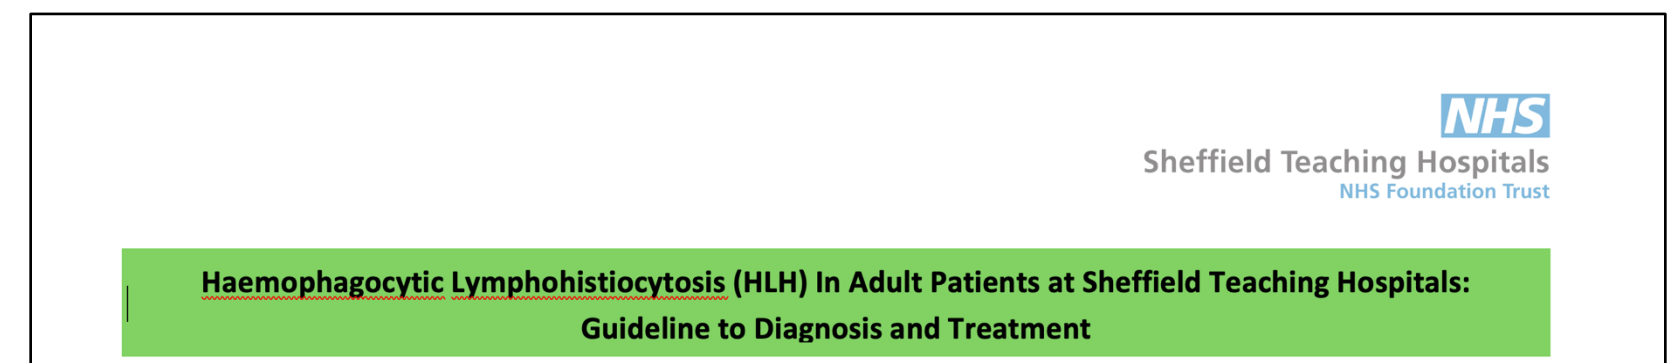 NHS
Sheffield Teaching Hospitals
NHS Foundation Trust
Haemophagocytic Lymphohistiocytosis (HLH) In Adult Patients at Sheffield Teaching Hospitals:
Guideline to Diagnosis and Treatment